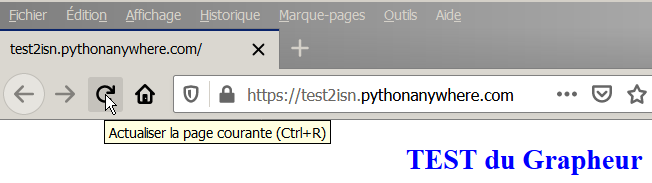 Fichier Édition Affichage Historique Marque-pages Outils Aide
test2isn.pythonanywhere.com/
https://test2isn.pythonanywhere.com
Actualiser la page courante (Ctrl+R)
TEST du Grapheur